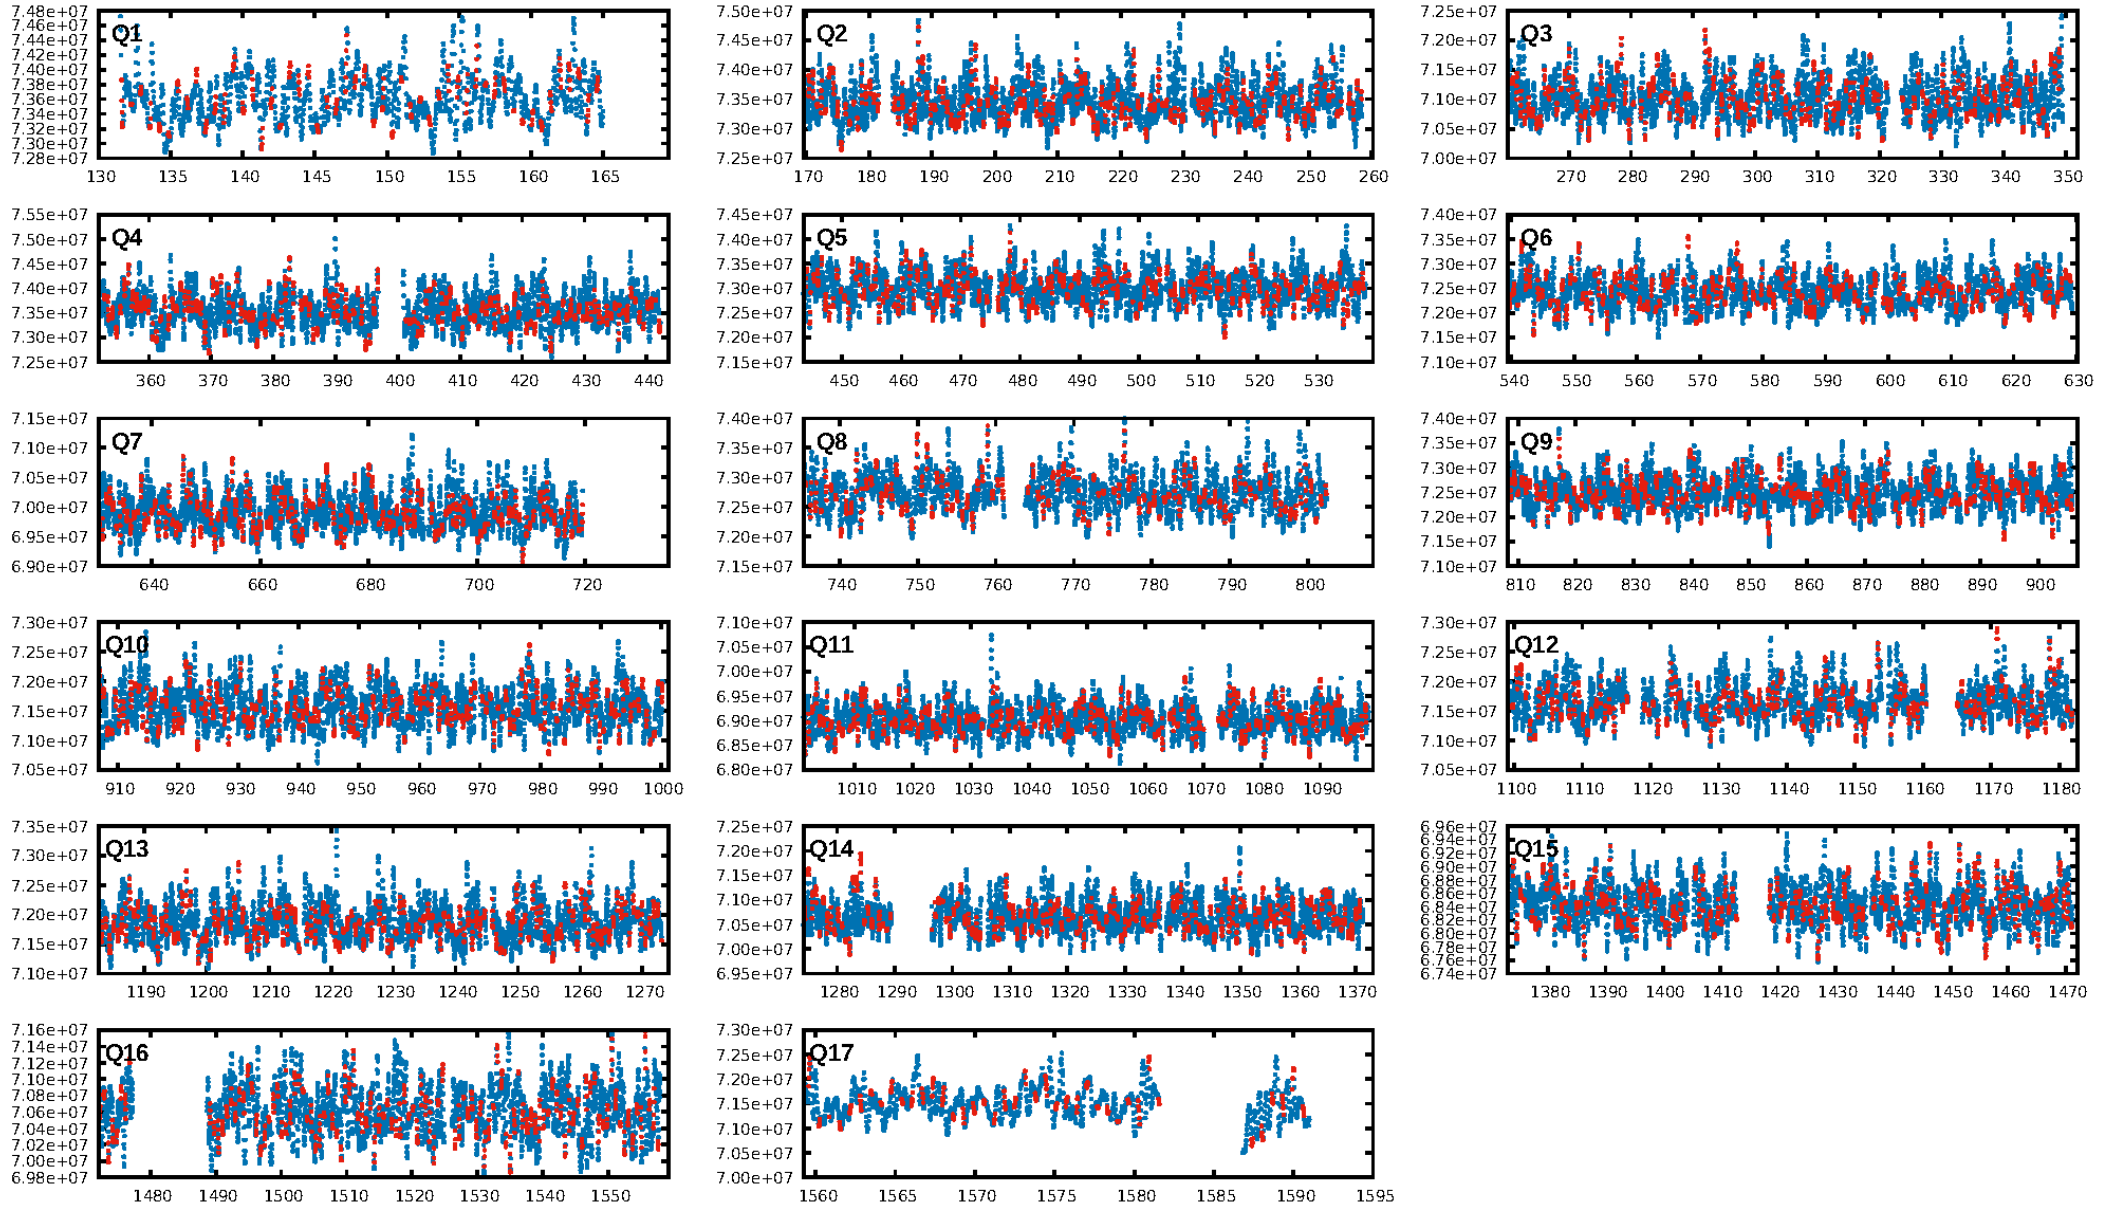 Q1
7.48e+07
7.46e+07
7.44e+07
7.42e+07
7.40e+07
7.38e+07
7.36e+07
7.34e+07
7.32e+07
7.30e+07
7.28e+07
130 135 140 145 150 155 160 165
Q2
7.50e+07
7.45e+07
7.40e+07
7.35e+07
7.30e+07
7.25e+07
170 180 190 200 210 220 230 240 250 260
Q3
7.25e+07
7.20e+07
7.15e+07
7.10e+07
7.05e+07
7.00e+07
270 280 290 300 310 320 330 340 350
Q4
7.55e+07
7.50e+07
7.45e+07
7.40e+07
7.35e+07
7.30e+07
7.25e+07
360 370 380 390 400 410 420 430 440
Q5
7.45e+07
7.40e+07
7.35e+07
7.30e+07
7.25e+07
7.20e+07
7.15e+07
450 460 470 480 490 500 510 520 530
Q6
7.40e+07
7.35e+07
7.30e+07
7.25e+07
7.20e+07
7.15e+07
7.10e+07
540 550 560 570 580 590 600 610 620 630
Q7
7.15e+07
7.10e+07
7.05e+07
7.00e+07
6.95e+07
6.90e+07
640 660 680 700 720
Q8
7.40e+07
7.35e+07
7.30e+07
7.25e+07
7.20e+07
7.15e+07
740 750 760 770 780 790 800
Q9
7.40e+07
7.35e+07
7.30e+07
7.25e+07
7.20e+07
7.15e+07
7.10e+07
810 820 830 840 850 860 870 880 890 900
Q10
7.30e+07
7.25e+07
7.20e+07
7.15e+07
7.10e+07
7.05e+07
910 920 930 940 950 960 970 980 990 1000
Q11
7.10e+07
7.05e+07
7.00e+07
6.95e+07
6.90e+07
6.85e+07
6.80e+07
1010 1020 1030 1040 1050 1060 1070 1080 1090
Q12
7.30e+07
7.25e+07
7.20e+07
7.15e+07
7.10e+07
7.05e+07
1100 1110 1120 1130 1140 1150 1160 1170 1180
Q13
7.35e+07
7.30e+07
7.25e+07
7.20e+07
7.15e+07
7.10e+07
1190 1200 1210 1220 1230 1240 1250 1260 1270
Q14
7.25e+07
7.20e+07
7.15e+07
7.10e+07
7.05e+07
7.00e+07
6.95e+07
1280 1290 1300 1310 1320 1330 1340 1350 1360 1370
Q15
6.96e+07
6.94e+07
6.92e+07
6.90e+07
6.88e+07
6.86e+07
6.84e+07
6.82e+07
6.80e+07
6.78e+07
6.76e+07
6.74e+07
1380 1390 1400 1410 1420 1430 1440 1450 1460 1470
Q16
7.16e+07
7.14e+07
7.12e+07
7.10e+07
7.08e+07
7.06e+07
7.04e+07
7.02e+07
7.00e+07
6.98e+07
1480 1490 1500 1510 1520 1530 1540 1550
Q17
7.30e+07
7.25e+07
7.20e+07
7.15e+07
7.10e+07
7.05e+07
7.00e+07
1560 1565 1570 1575 1580 1585 1590 1595